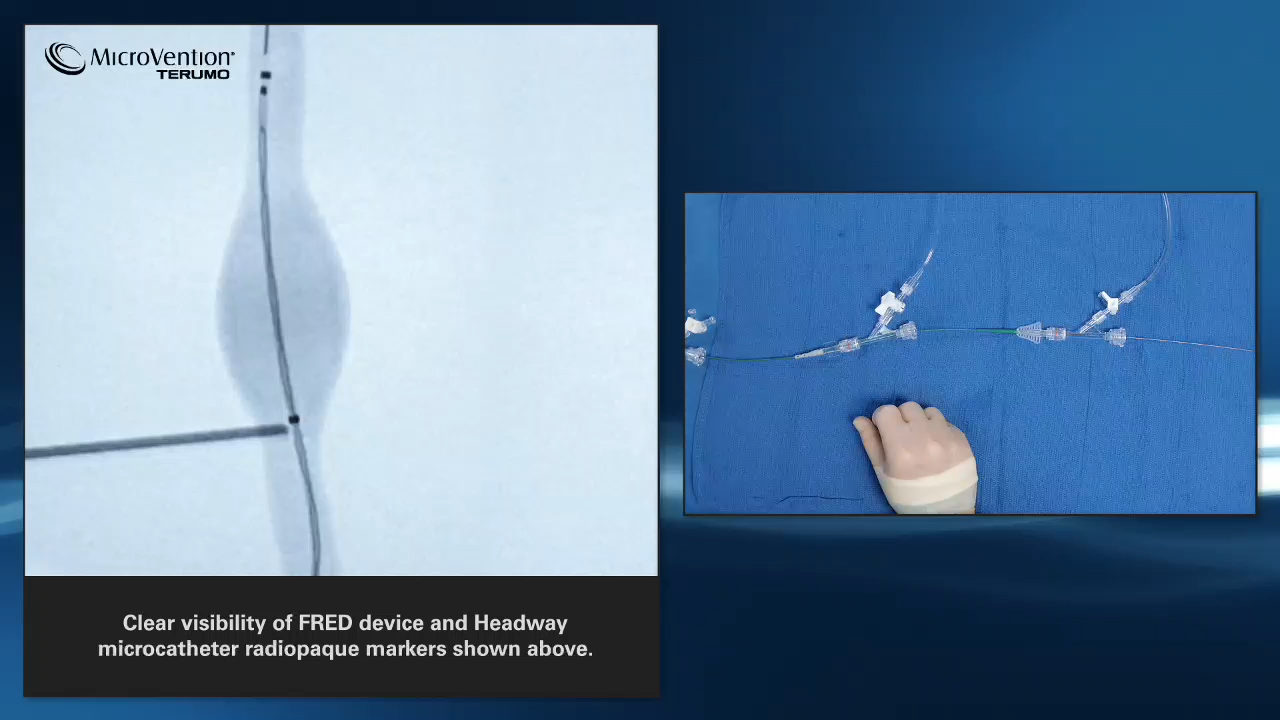 MICROVENTION
TERUMO
Clear visibility of FRED device and Headway
microcatheter radiopaque markers shown above.